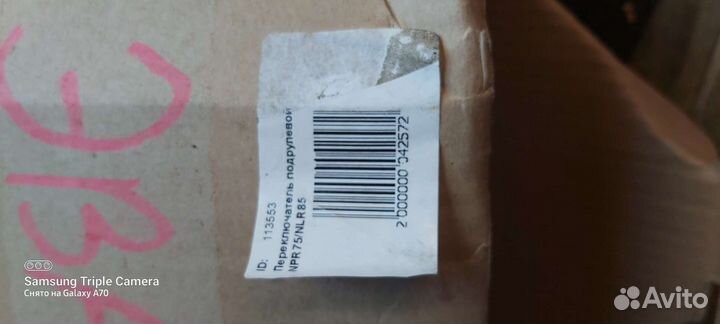 ID: 113553
Переключатель подрулевой
NPR75/NLR85
2 000000 042572
Samsung Triple Camera
Снято на Galaxy A70
Avito